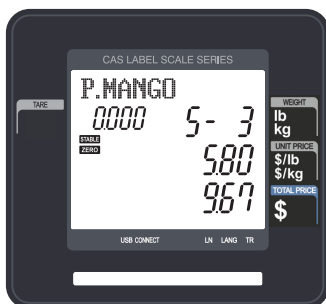 CAS LABEL SCALE SERIES
P.MANGO
TARE
0.000
5- 3
WEIGHT
lb
kg
STABLE
ZERO
5.80
UNIT PRICE
$/lb
$/kg
9.67
TOTAL PRICE
$
USB CONNECT
LN LANG TR